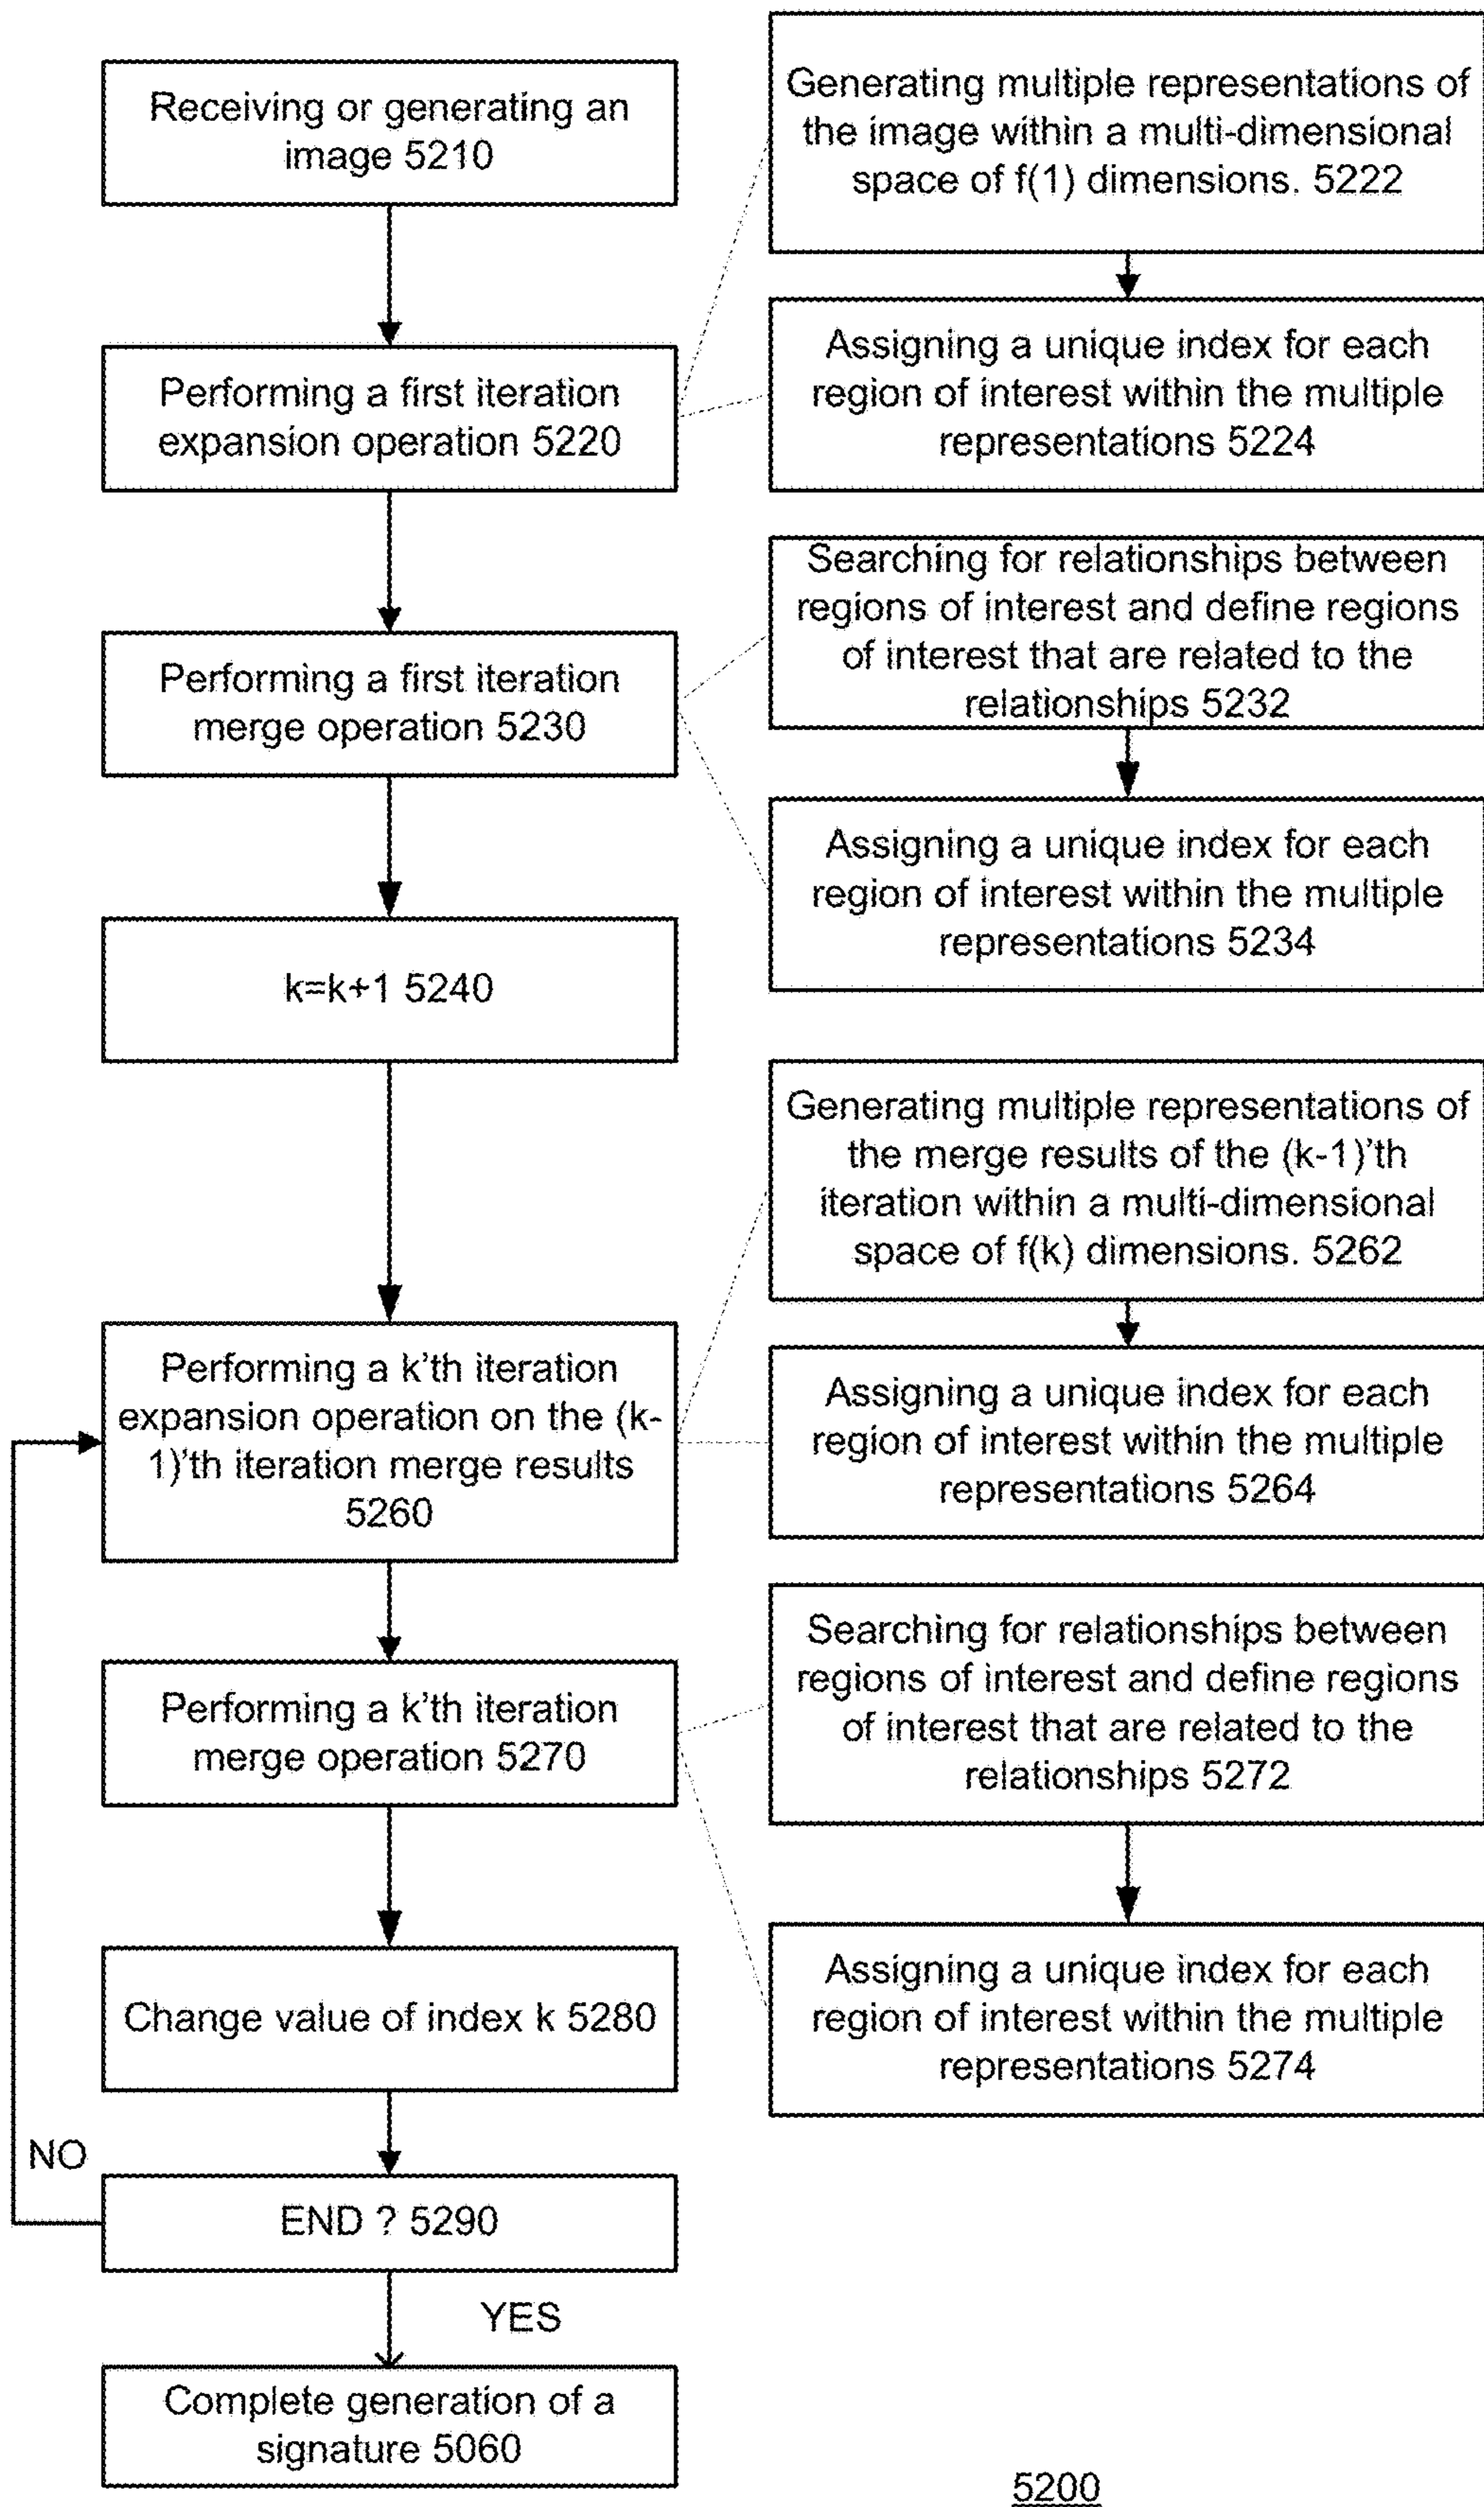 Receiving or generating an
image 5210
Generating multiple representations of
the image within a multi-dimensional
space of f(1) dimensions. 5222
Performing a first iteration
expansion operation 5220
Assigning a unique index for each
region of interest within the multiple
representations 5224
Performing a first iteration
merge operation 5230
Searching for relationships between
regions of interest and define regions
of interest that are related to the
relationships 5232
Assigning a unique index for each
region of interest within the multiple
representations 5234
k=k+1 5240
Performing a k'th iteration
expansion operation on the (k-
1)'th iteration merge results
5260
Generating multiple representations of
the merge results of the (k-1)'th
iteration within a multi-dimensional
space of f(k) dimensions. 5262
Assigning a unique index for each
region of interest within the multiple
representations 5264
Performing a k'th iteration
merge operation 5270
Searching for relationships between
regions of interest and define regions
of interest that are related to the
relationships 5272
Assigning a unique index for each
region of interest within the multiple
representations 5274
Change value of index k 5280
NO
END ? 5290
YES
Complete generation of a
signature 5060
5200